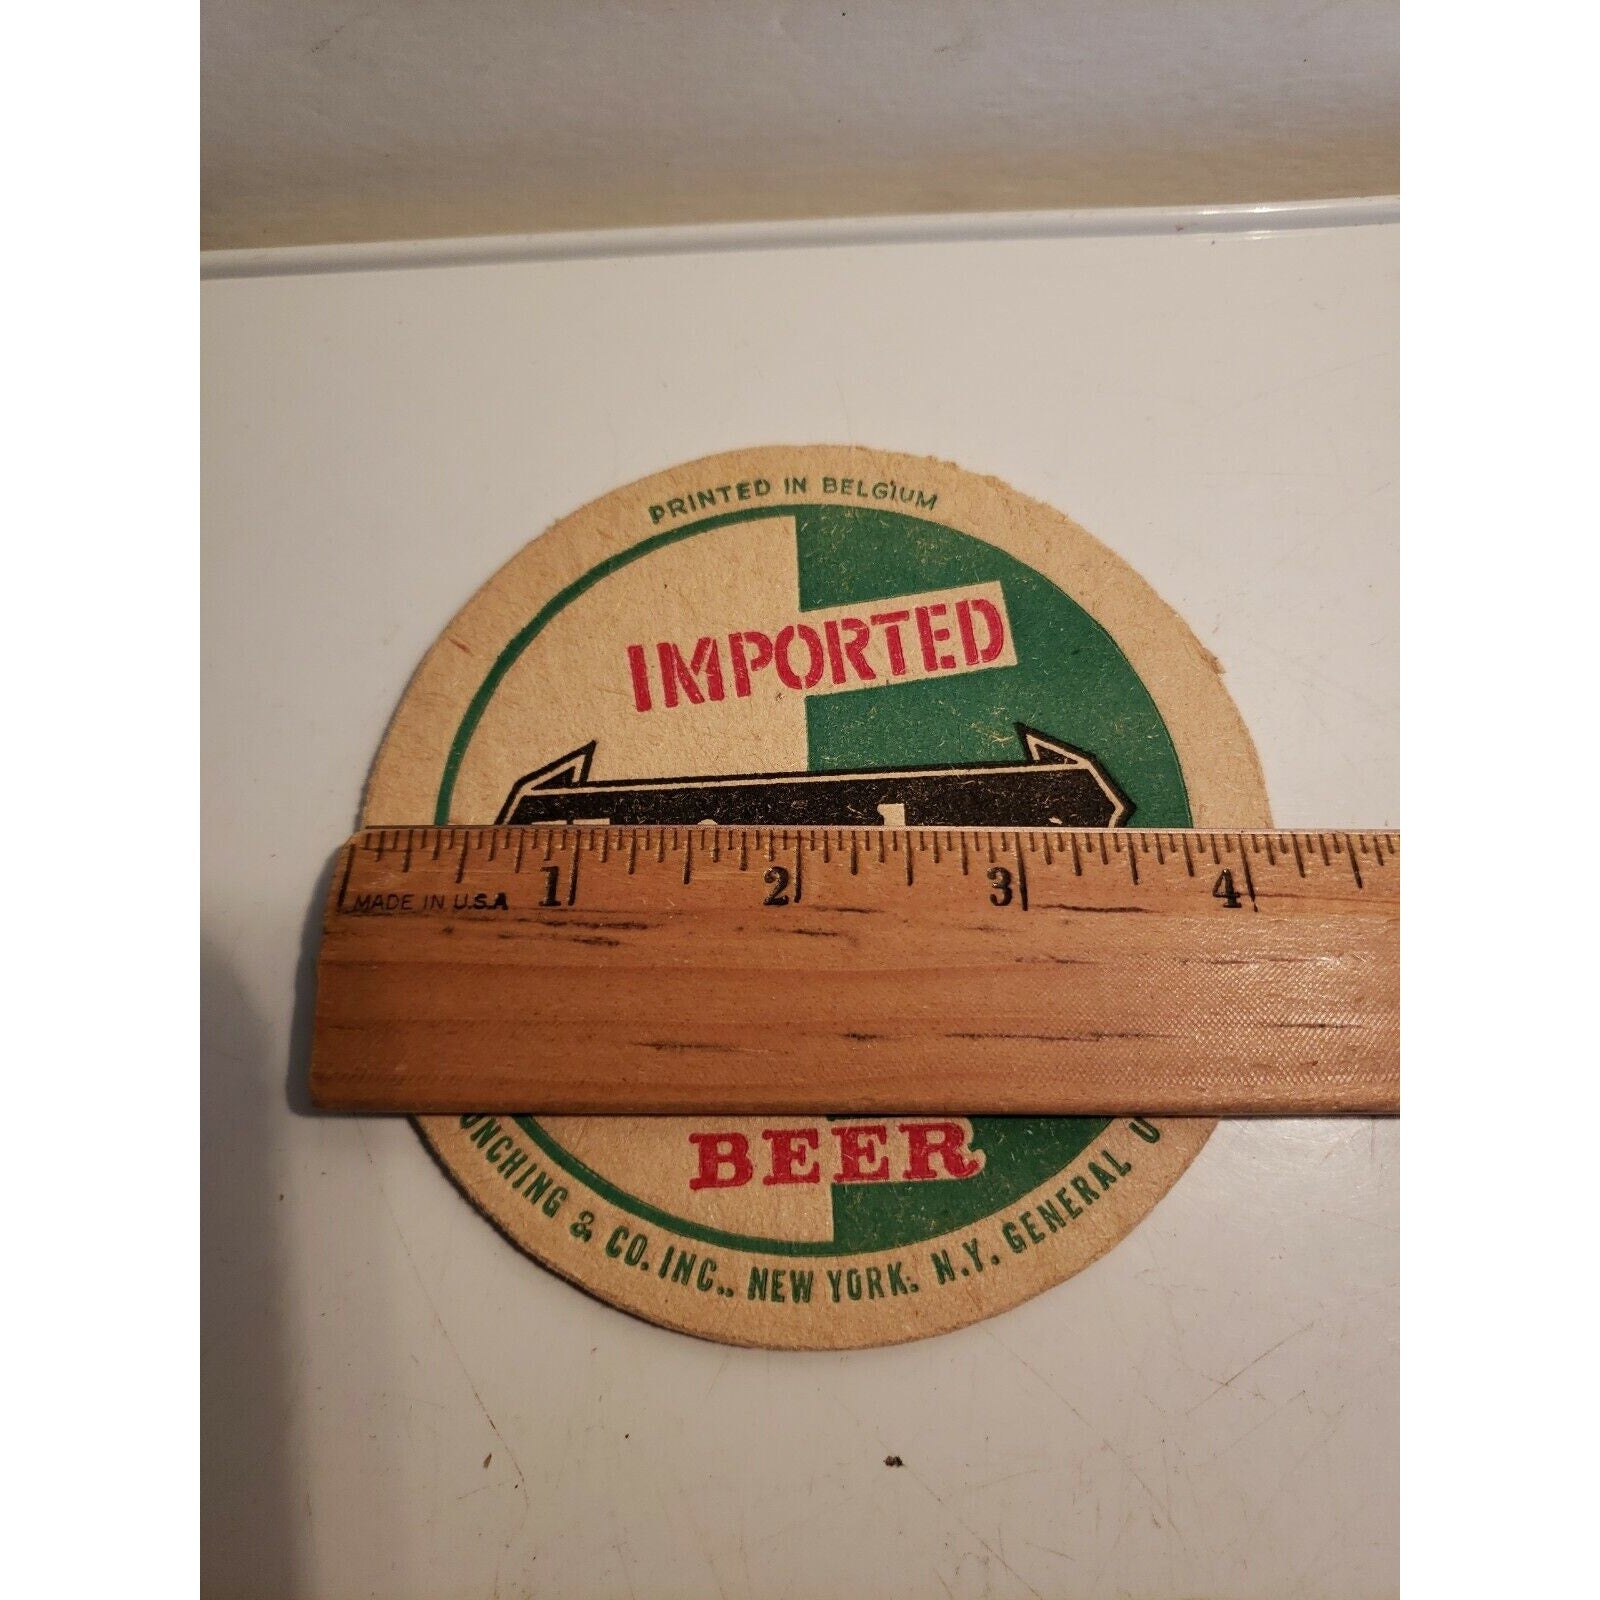 PRINTED IN BELGIUM
IMPORTED
MADE IN U.S.A 1 2 3 4
BEER
& CO. INC., NEW YORK, N.Y. GENERAL